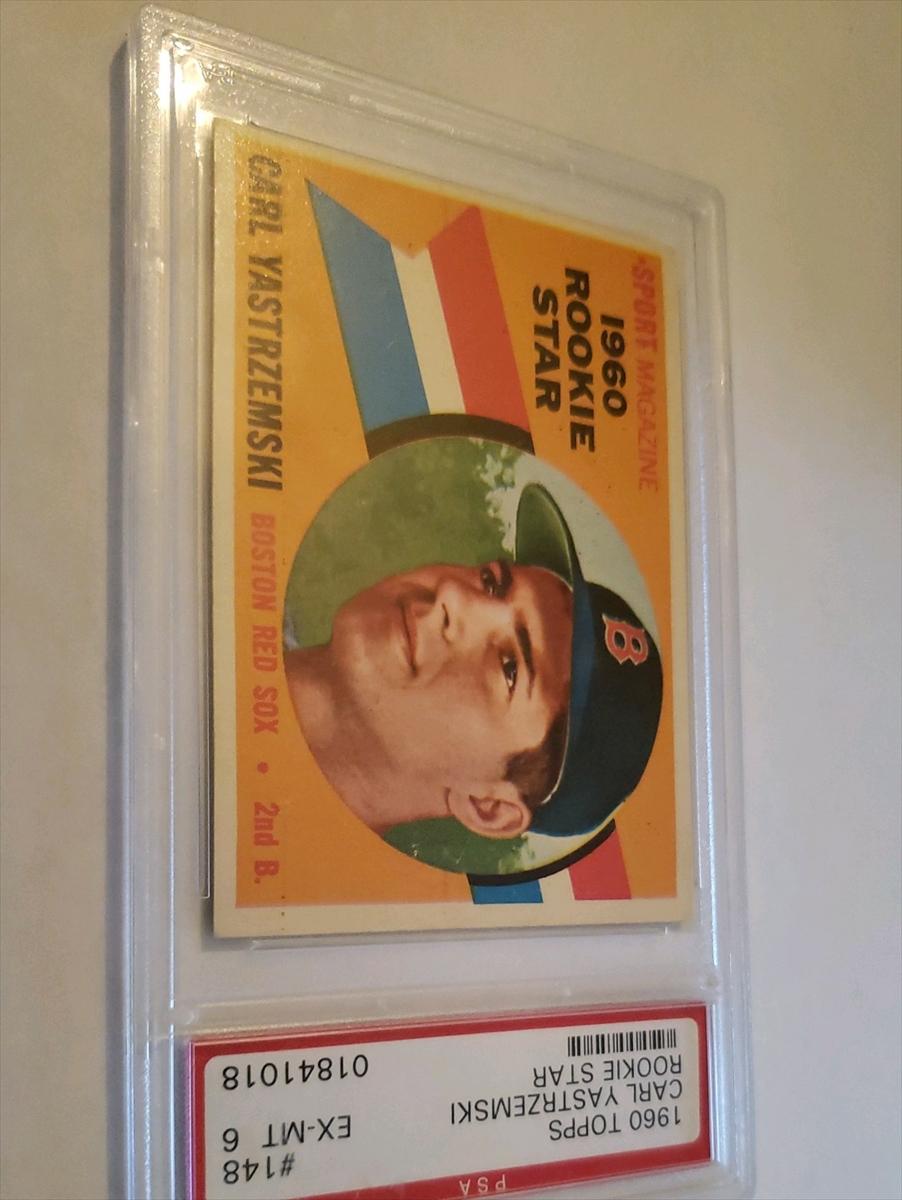 PSA
1960 TOPPS #148
CARL YASTRZEMSKI EX-MT 6
ROOKIE STAR
01841018
SPORT MAGAZINE
1960
ROOKIE
STAR
B
CARL YASTRZEMSKI BOSTON RED SOX • 2nd B.